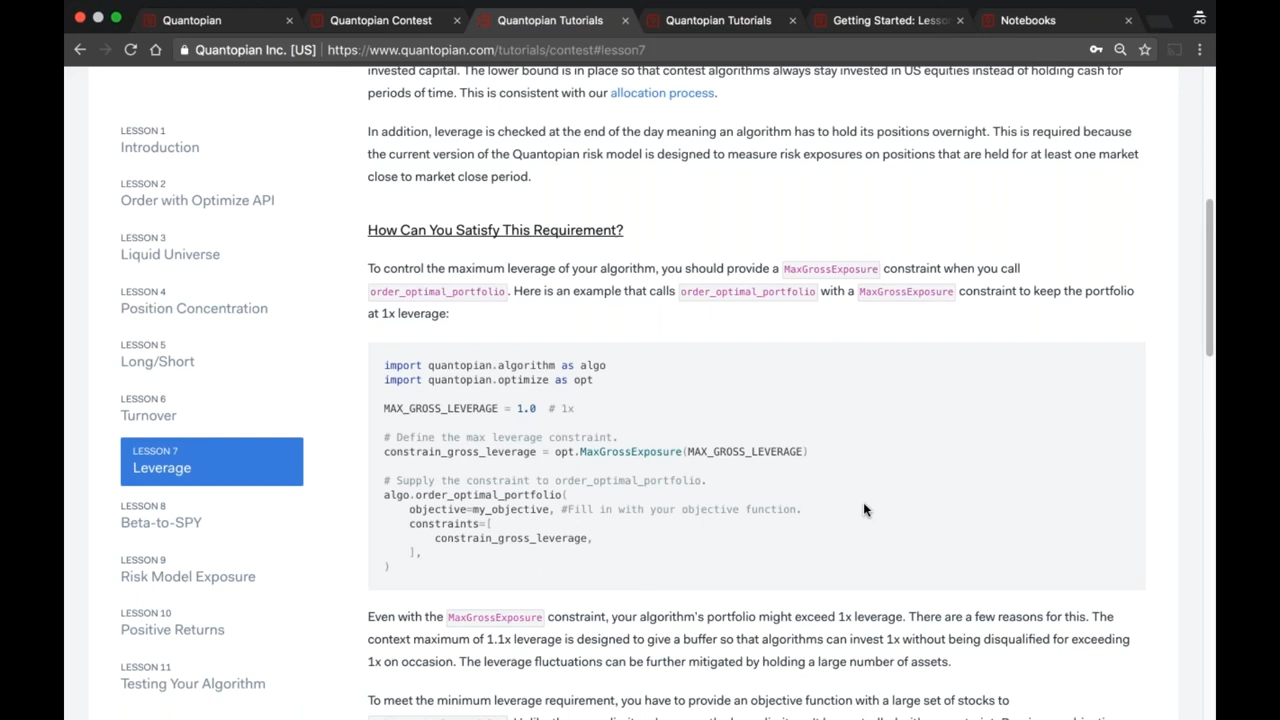 Quantopian
Quantopian Contest
Quantopian Tutorials
Quantopian Tutorials
Getting Started: Lesso
Notebooks
Quantopian Inc. [US] https://www.quantopian.com/tutorials/contest#lesson7
invested capital. The lower bound is in place so that contest algorithms always stay invested in US equities instead of holding cash for
periods of time. This is consistent with our allocation process.
In addition, leverage is checked at the end of the day meaning an algorithm has to hold its positions overnight. This is required because
the current version of the Quantopian risk model is designed to measure risk exposures on positions that are held for at least one market
close to market close period.
How Can You Satisfy This Requirement?
To control the maximum leverage of your algorithm, you should provide a MaxGrossExposure constraint when you call
order_optimal_portfolio. Here is an example that calls order_optimal_portfolio with a MaxGrossExposure constraint to keep the portfolio
at 1x leverage:
import quantopian.algorithm as algo
import quantopian.optimize as opt
MAX_GROSS_LEVERAGE = 1.0 # 1x
# Define the max leverage constraint.
constrain_gross_leverage = opt.MaxGrossExposure(MAX_GROSS_LEVERAGE)
# Supply the constraint to order_optimal_portfolio.
algo.order_optimal_portfolio(
objective=my_objective, #Fill in with your objective function.
constraints=[
constrain_gross_leverage,
],
)
Even with the MaxGrossExposure constraint, your algorithm's portfolio might exceed 1x leverage. There are a few reasons for this. The
context maximum of 1.1x leverage is designed to give a buffer so that algorithms can invest 1x without being disqualified for exceeding
1x on occasion. The leverage fluctuations can be further mitigated by holding a large number of assets.
To meet the minimum leverage requirement, you have to provide an objective function with a large set of stocks to
LESSON 1
Introduction
LESSON 2
Order with Optimize API
LESSON 3
Liquid Universe
LESSON 4
Position Concentration
LESSON 5
Long/Short
LESSON 6
Turnover
LESSON 7
Leverage
LESSON 8
Beta-to-SPY
LESSON 9
Risk Model Exposure
LESSON 10
Positive Returns
LESSON 11
Testing Your Algorithm